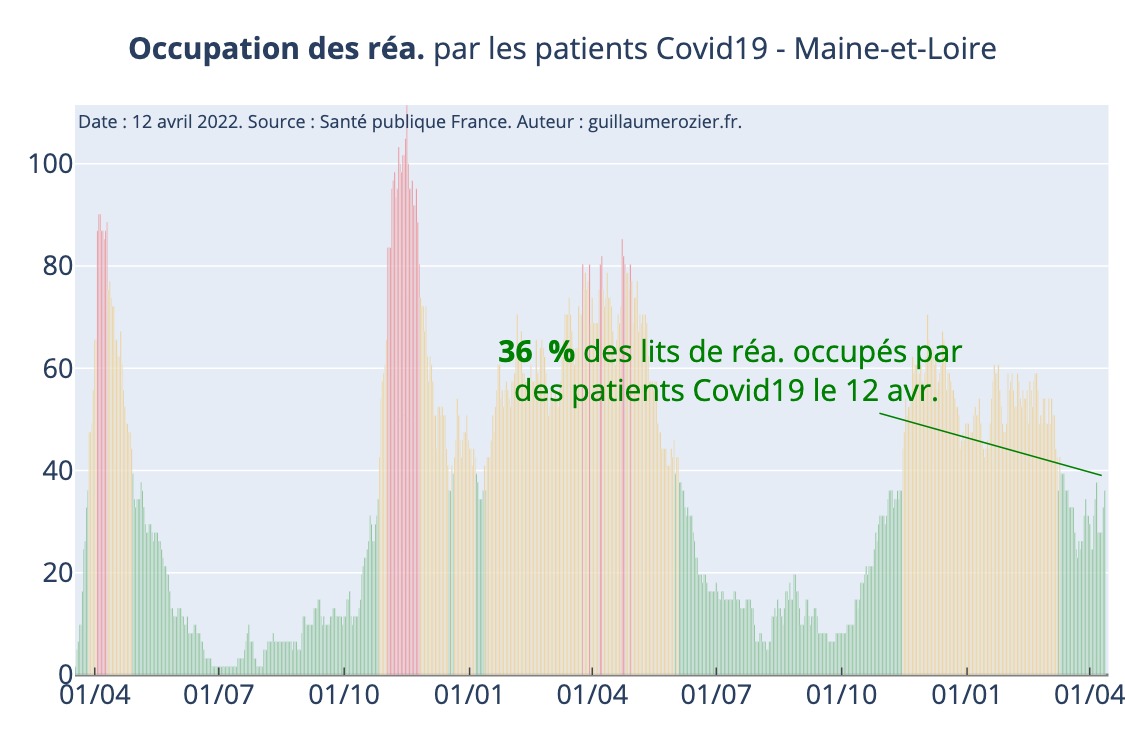 Occupation des réa. par les patients Covid19 - Maine-et-Loire
Date : 12 avril 2022. Source : Santé publique France. Auteur : guillaumerozier.fr.
100
80
36 % des lits de réa. occupés par
60
des patients Covid19 le 12 avr.
40
20
0
01/04 01/07 01/10 01/01 01/04 01/07 01/10 01/01 01/04